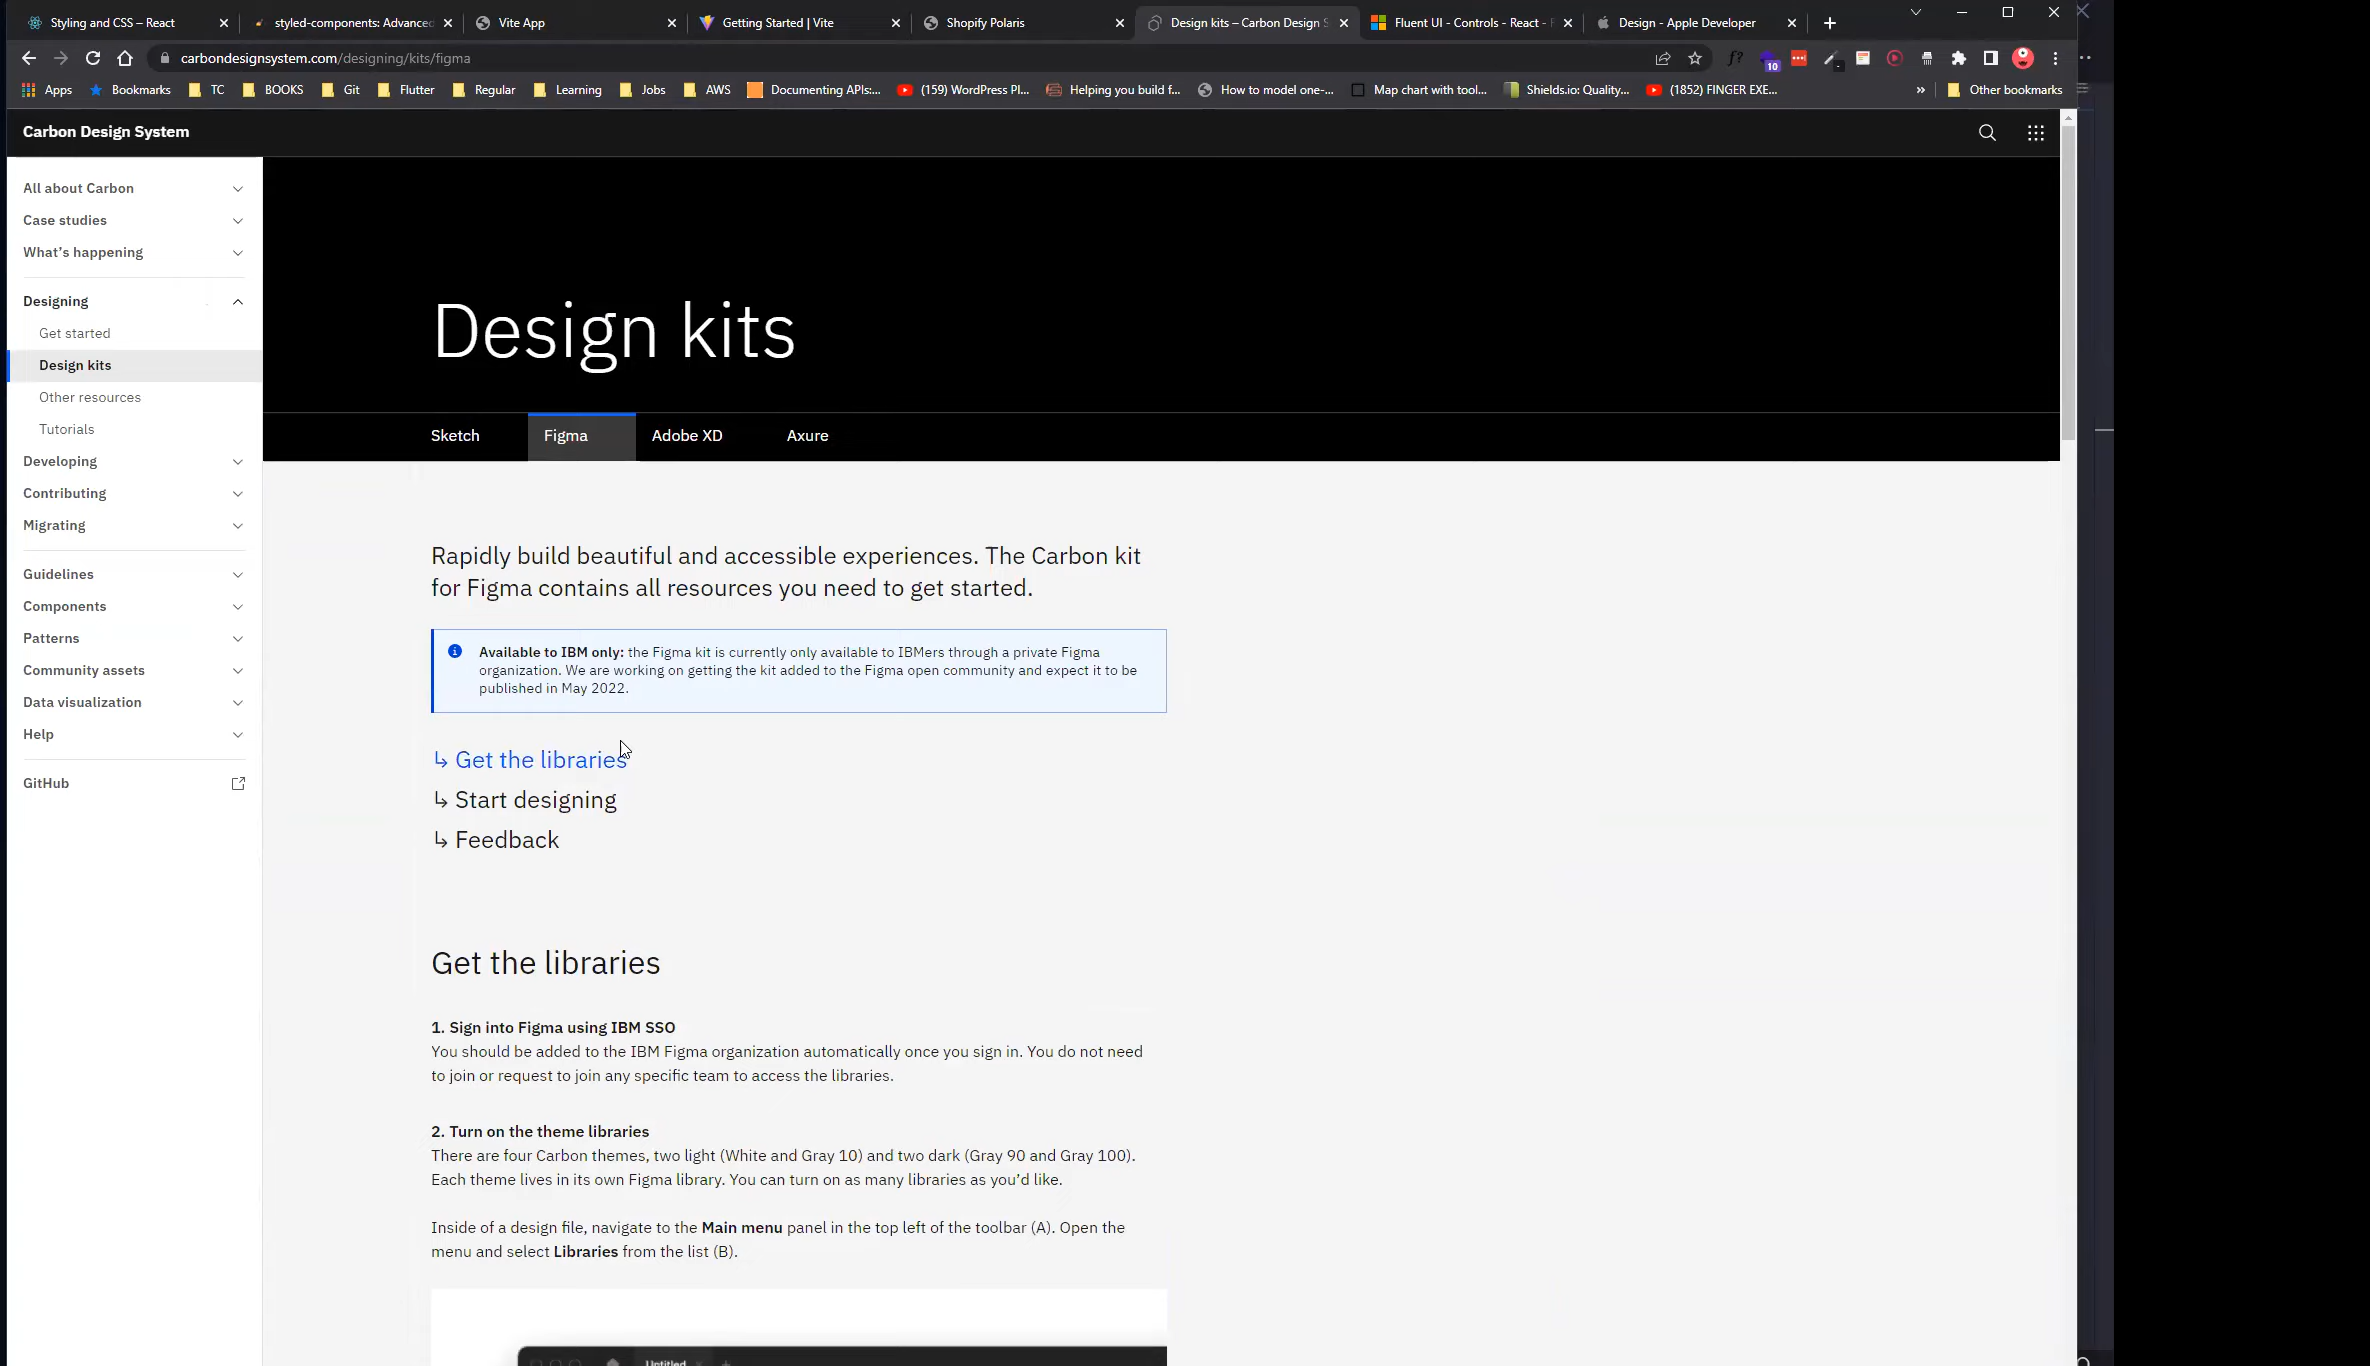 Styling and CSS – React
styled-components: Advanced
Vite App
Getting Started | Vite
Shopify Polaris
Design kits – Carbon Design S
Fluent UI - Controls - React - F
Design - Apple Developer
carbondesignsystem.com/designing/kits/figma
f?
10
Apps
Bookmarks
TC
BOOKS
Git
Flutter
Regular
Learning
Jobs
AWS
Documenting APIs:...
(159) WordPress Pl...
Helping you build f...
How to model one-...
Map chart with tool...
Shields.io: Quality...
(1852) FINGER EXE...
»
Other bookmarks
Carbon Design System
All about Carbon
Case studies
What's happening
Designing
Get started
Design kits
Other resources
Tutorials
Developing
Contributing
Migrating
Guidelines
Components
Patterns
Community assets
Data visualization
Help
GitHub
Design kits
Sketch
Figma
Adobe XD
Axure
Rapidly build beautiful and accessible experiences. The Carbon kit
for Figma contains all resources you need to get started.
Available to IBM only: the Figma kit is currently only available to IBMers through a private Figma
organization. We are working on getting the kit added to the Figma open community and expect it to be
published in May 2022.
↳ Get the libraries
↳ Start designing
↳ Feedback
Get the libraries
1. Sign into Figma using IBM SSO
You should be added to the IBM Figma organization automatically once you sign in. You do not need
to join or request to join any specific team to access the libraries.
2. Turn on the theme libraries
There are four Carbon themes, two light (White and Gray 10) and two dark (Gray 90 and Gray 100).
Each theme lives in its own Figma library. You can turn on as many libraries as you'd like.
Inside of a design file, navigate to the Main menu panel in the top left of the toolbar (A). Open the
menu and select Libraries from the list (B).
Untitled